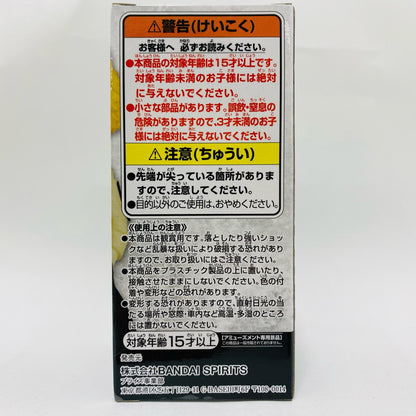 ⚠警告(けいこく)
お客様へ 必ずお読みください。
●本商品の対象年齢は15才以上です。
対象年齢未満のお子様には絶対
に与えないでください。
●小さな部品があります。誤飲・窒息の
危険がありますので、3才未満のお子
様には絶対に与えないでください。
⚠注意(ちゅうい)
●先端が尖っている箇所がありま
すので、注意してください。
●目的以外のご使用は、おやめください。
《使用上の注意》
●本商品は観賞用です。落としたり強いショッ
クなど乱暴な扱いにより破損する恐れがありま
すので、お取り扱いにはご注意ください。
●本商品をプラスチック製品の上に置いたり、
接触させたままにしないでください。色の付
着や変形などの恐れがあります。
●変形する恐れがありますので、直射日光の当
たる場所や窓際・車内など高温・多湿のところ
には置かないでください。
対象年齢15才以上
[アミューズメント専用景品]
発売元
株式会社BANDAI SPIRITS
プライズ事業部